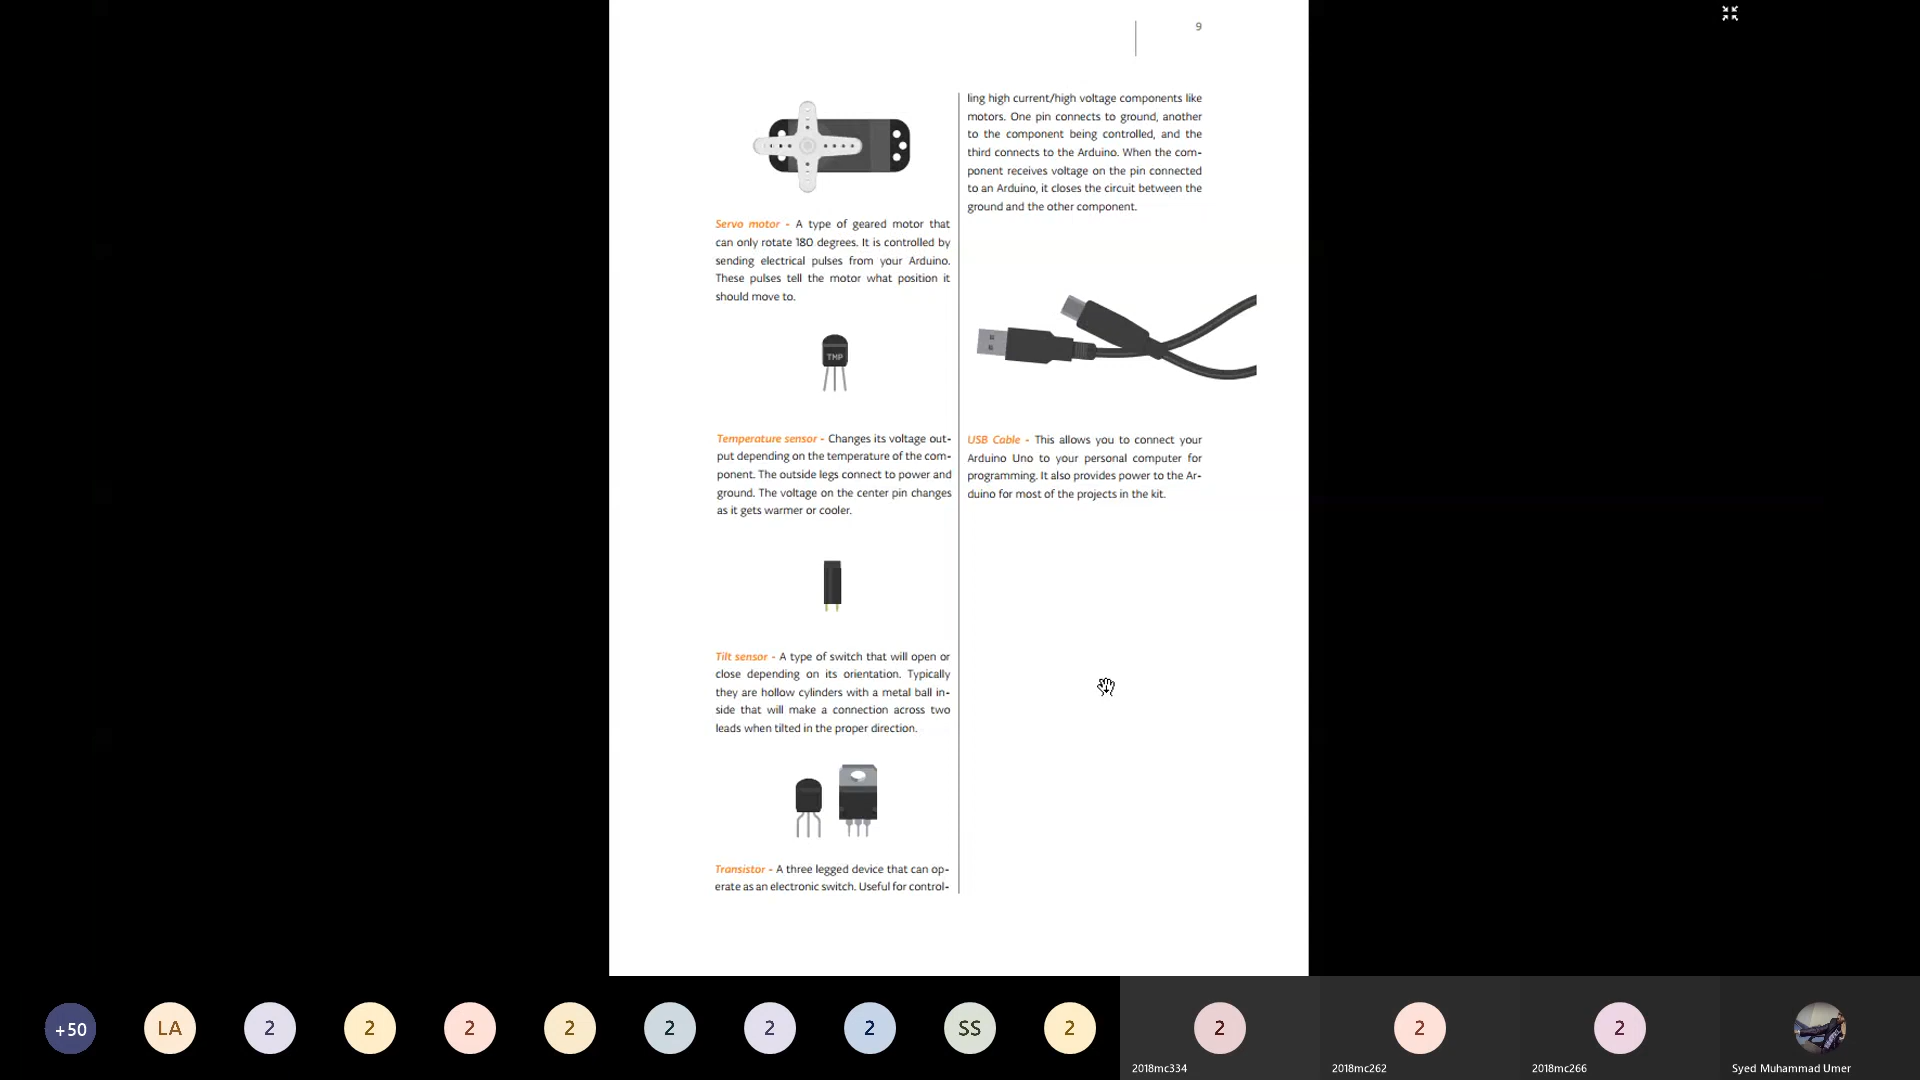 9
Servo motor - A type of geared motor that
can only rotate 180 degrees. It is controlled by
sending electrical pulses from your Arduino.
These pulses tell the motor what position it
should move to.
TMP
Temperature sensor - Changes its voltage out-
put depending on the temperature of the com-
ponent. The outside legs connect to power and
ground. The voltage on the center pin changes
as it gets warmer or cooler.
Tilt sensor - A type of switch that will open or
close depending on its orientation. Typically
they are hollow cylinders with a metal ball in-
side that will make a connection across two
leads when tilted in the proper direction.
Transistor - A three legged device that can op-
erate as an electronic switch. Useful for control-
ling high current/high voltage components like
motors. One pin connects to ground, another
to the component being controlled, and the
third connects to the Arduino. When the com-
ponent receives voltage on the pin connected
to an Arduino, it closes the circuit between the
ground and the other component.
USB Cable - This allows you to connect your
Arduino Uno to your personal computer for
programming. It also provides power to the Ar-
duino for most of the projects in the kit.
+50
LA
2
2
2
2
2
2
2
SS
2
2
2018mc334
2
2018mc262
2
2018mc266
Syed Muhammad Umer